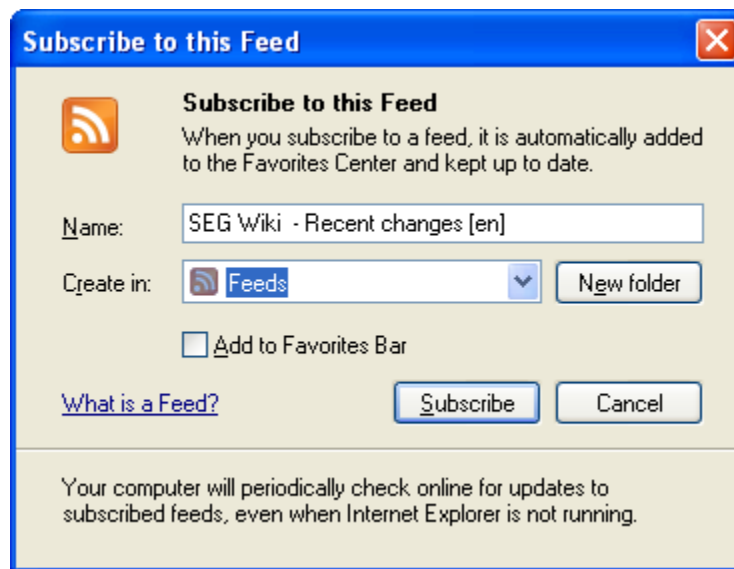 Subscribe to this Feed
Subscribe to this Feed
When you subscribe to a feed, it is automatically added
to the Favorites Center and kept up to date.
Name: SEG Wiki  - Recent changes [en]
Create in: Feeds New folder
Add to Favorites Bar
What is a Feed? Subscribe Cancel
Your computer will periodically check online for updates to
subscribed feeds, even when Internet Explorer is not running.